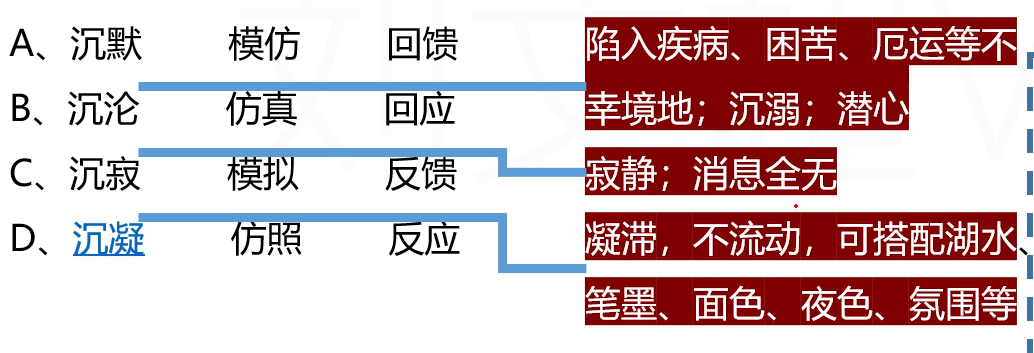 A、沉默 模仿 回馈 陷入疾病、困苦、厄运等不
B、沉沦 仿真 回应 幸境地；沉溺；潜心
C、沉寂 模拟 反馈 寂静；消息全无
D、沉凝 仿照 反应 凝滞，不流动，可搭配湖水、
笔墨、面色、夜色、氛围等